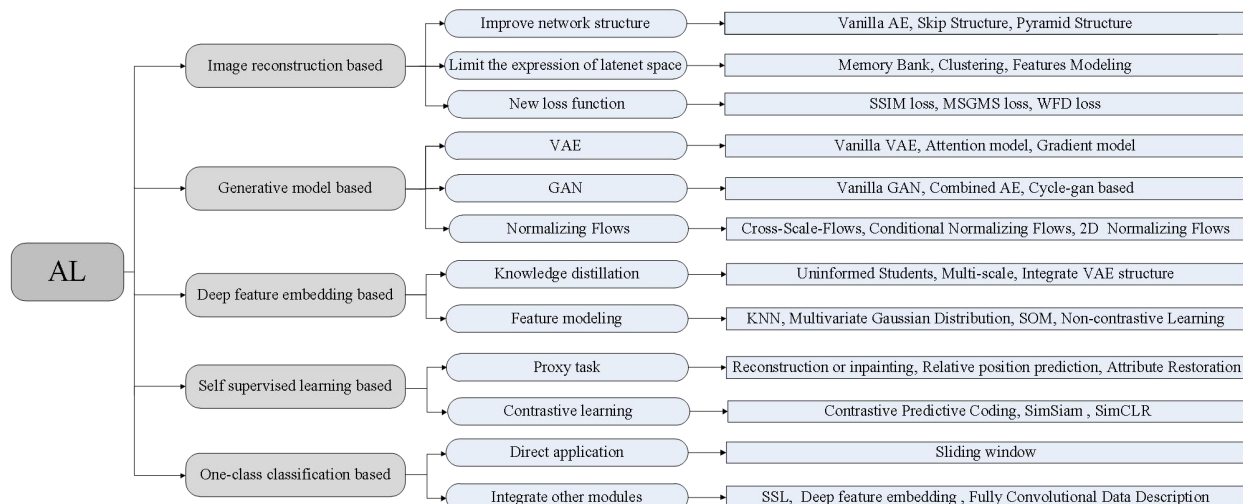 AL
Image reconstruction based
Improve network structure
Vanilla AE, Skip Structure, Pyramid Structure
Limit the expression of latenet space
Memory Bank, Clustering, Features Modeling
New loss function
SSIM loss, MSGMS loss, WFD loss
Generative model based
VAE
Vanilla VAE, Attention model, Gradient model
GAN
Vanilla GAN, Combined AE, Cycle-gan based
Normalizing Flows
Cross-Scale-Flows, Conditional Normalizing Flows, 2D Normalizing Flows
Deep feature embedding based
Knowledge distillation
Uninformed Students, Multi-scale, Integrate VAE structure
Feature modeling
KNN, Multivariate Gaussian Distribution, SOM, Non-contrastive Learning
Self supervised learning based
Proxy task
Reconstruction or inpainting, Relative position prediction, Attribute Restoration
Contrastive learning
Contrastive Predictive Coding, SimSiam , SimCLR
One-class classification based
Direct application
Sliding window
Integrate other modules
SSL, Deep feature embedding , Fully Convolutional Data Description